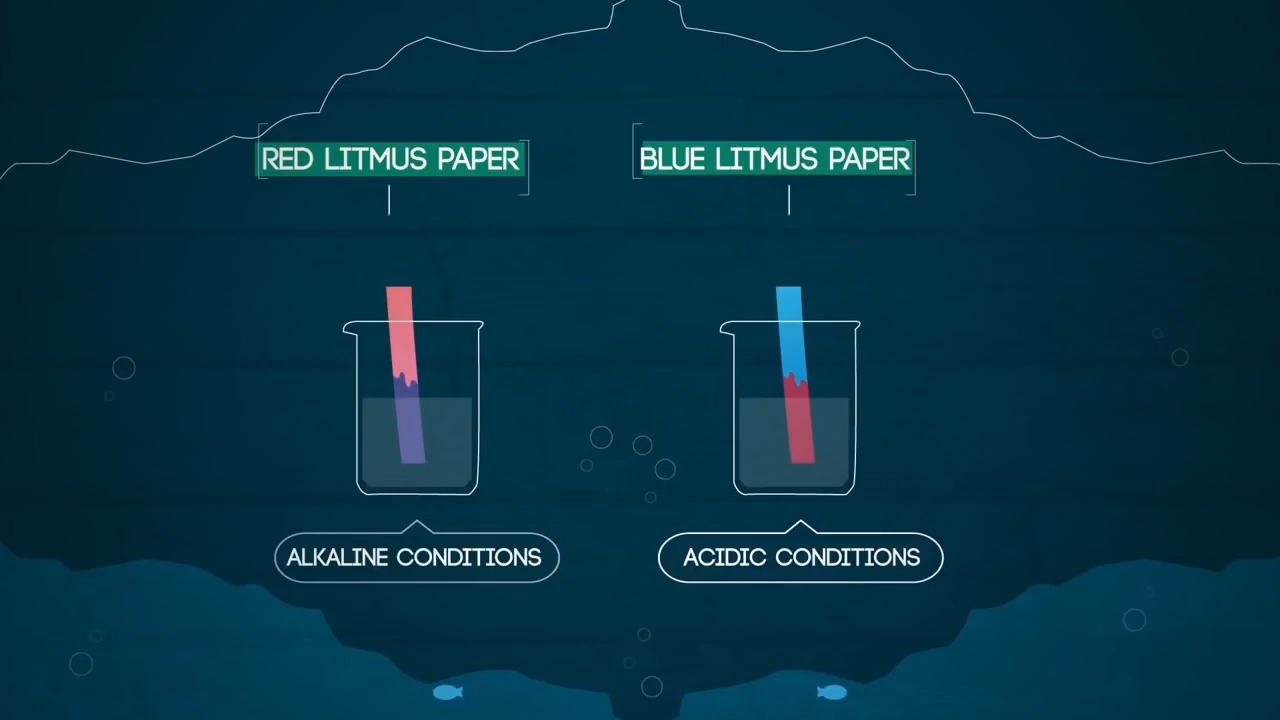 RED LITMUS PAPER
BLUE LITMUS PAPER
ALKALINE CONDITIONS
ACIDIC CONDITIONS